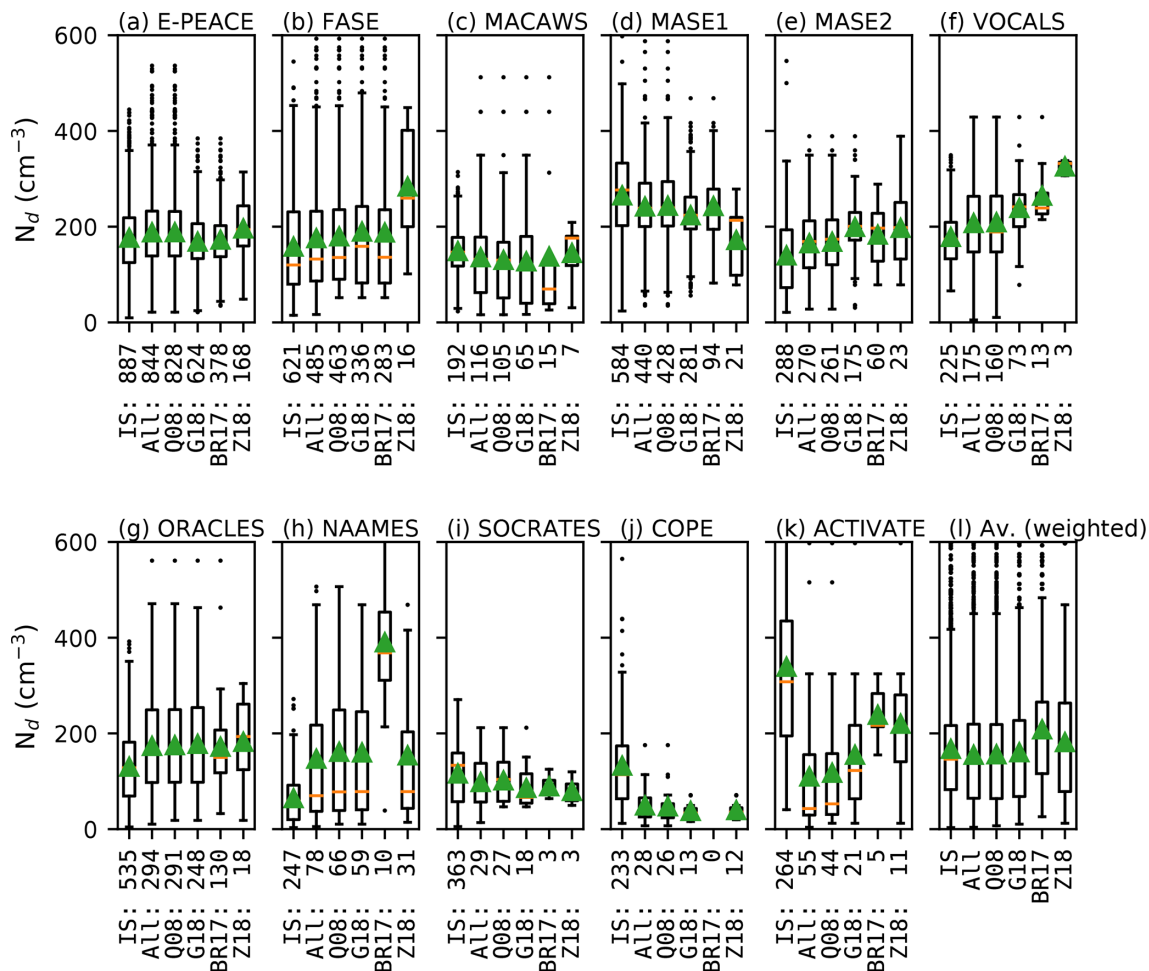 (a) E-PEACE (b) FASE (c) MACAWS (d) MASE1 (e) MASE2 (f) VOCALS
600
400
200
0
N_d (cm⁻³)
IS: 887
All: 844
Q08: 828
G18: 624
BR17: 378
Z18: 168
IS: 621
All: 485
Q08: 463
G18: 336
BR17: 283
Z18: 16
IS: 192
All: 116
Q08: 105
G18: 65
BR17: 15
Z18: 7
IS: 584
All: 440
Q08: 428
G18: 281
BR17: 94
Z18: 21
IS: 288
All: 270
Q08: 261
G18: 175
BR17: 60
Z18: 23
IS: 225
All: 175
Q08: 160
G18: 73
BR17: 13
Z18: 3
(g) ORACLES (h) NAAMES (i) SOCRATES (j) COPE (k) ACTIVATE (l) Av. (weighted)
600
400
200
0
N_d (cm⁻³)
IS: 535
All: 294
Q08: 291
G18: 248
BR17: 130
Z18: 18
IS: 247
All: 78
Q08: 66
G18: 59
BR17: 10
Z18: 31
IS: 363
All: 29
Q08: 27
G18: 18
BR17: 3
Z18: 3
IS: 233
All: 28
Q08: 26
G18: 13
BR17: 0
Z18: 12
IS: 264
All: 55
Q08: 44
G18: 21
BR17: 5
Z18: 11
IS
All
Q08
G18
BR17
Z18